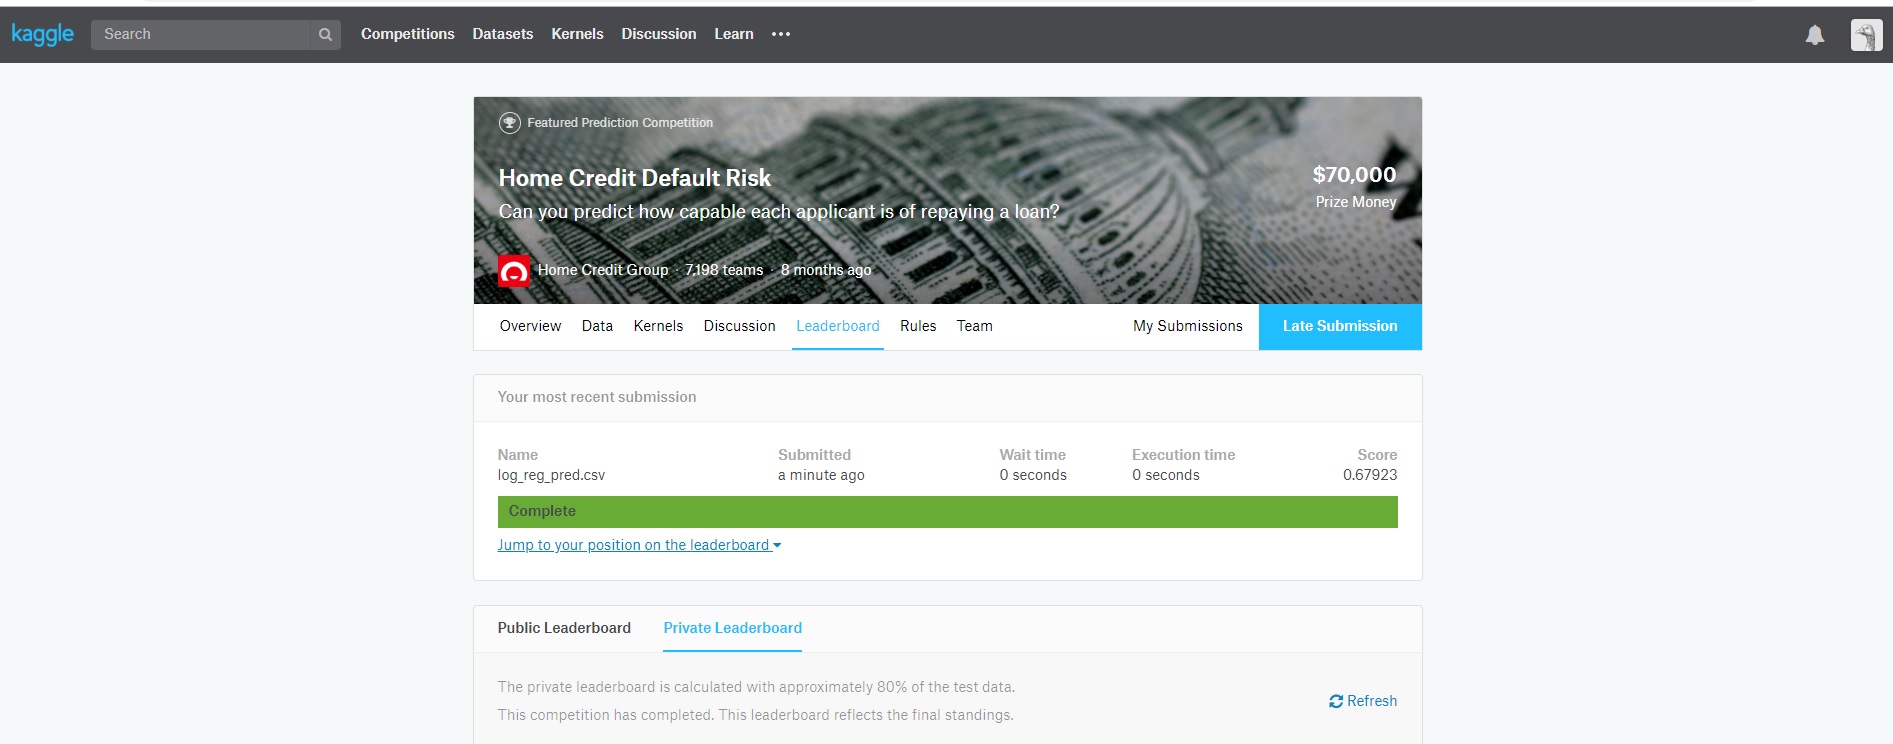 kaggle Search Competitions Datasets Kernels Discussion Learn
Featured Prediction Competition
Home Credit Default Risk
$70,000
Can you predict how capable each applicant is of repaying a loan?
Prize Money
Home Credit Group · 7,198 teams · 8 months ago
Overview Data Kernels Discussion Leaderboard Rules Team My Submissions Late Submission
Your most recent submission
Name Submitted Wait time Execution time Score
log_reg_pred.csv a minute ago 0 seconds 0 seconds 0.67923
Complete
Jump to your position on the leaderboard
Public Leaderboard Private Leaderboard
The private leaderboard is calculated with approximately 80% of the test data.
Refresh
This competition has completed. This leaderboard reflects the final standings.